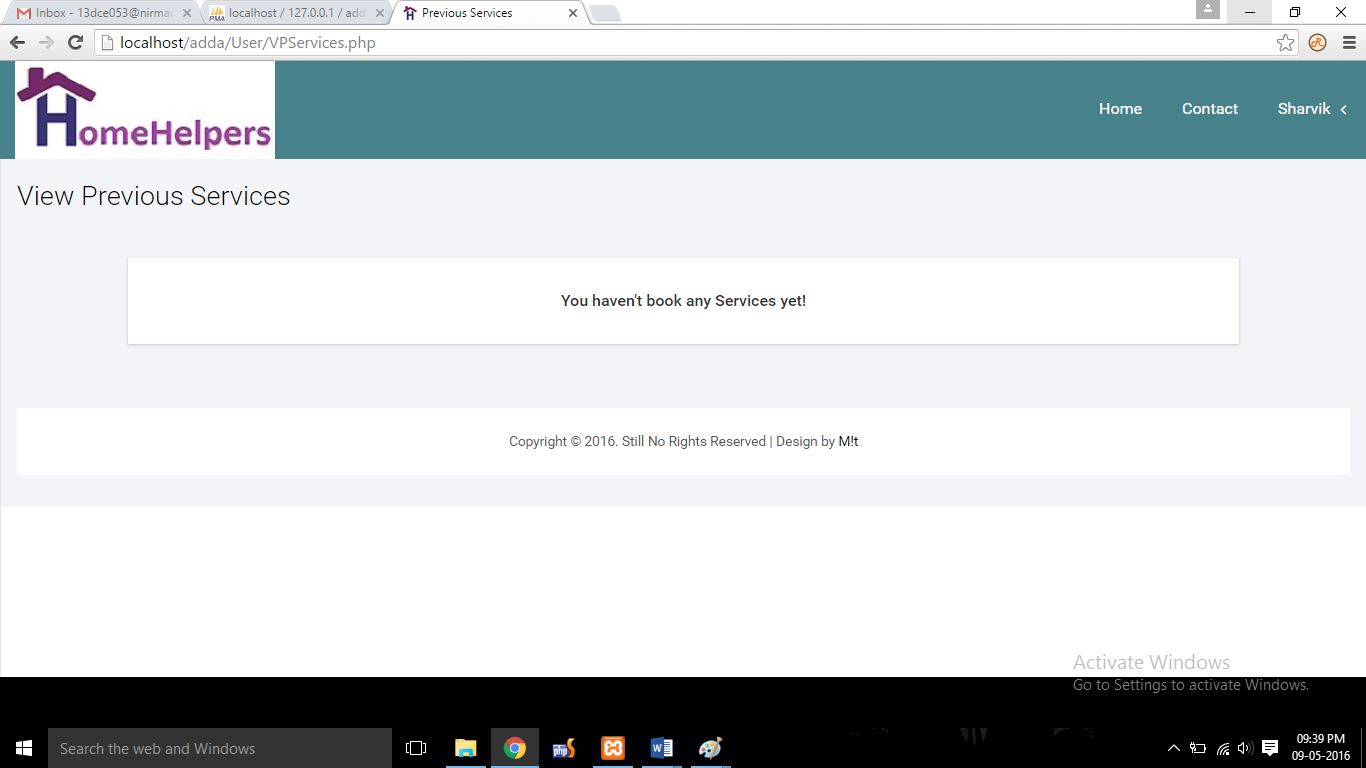 Inbox - 13dce053@nirma
localhost / 127.0.0.1 / add
Previous Services
localhost/adda/User/VPServices.php
HomeHelpers
Home Contact Sharvik
View Previous Services
You haven't book any Services yet!
Copyright © 2016. Still No Rights Reserved | Design by M!t
Activate Windows
Go to Settings to activate Windows.
Search the web and Windows
php
09:39 PM
09-05-2016